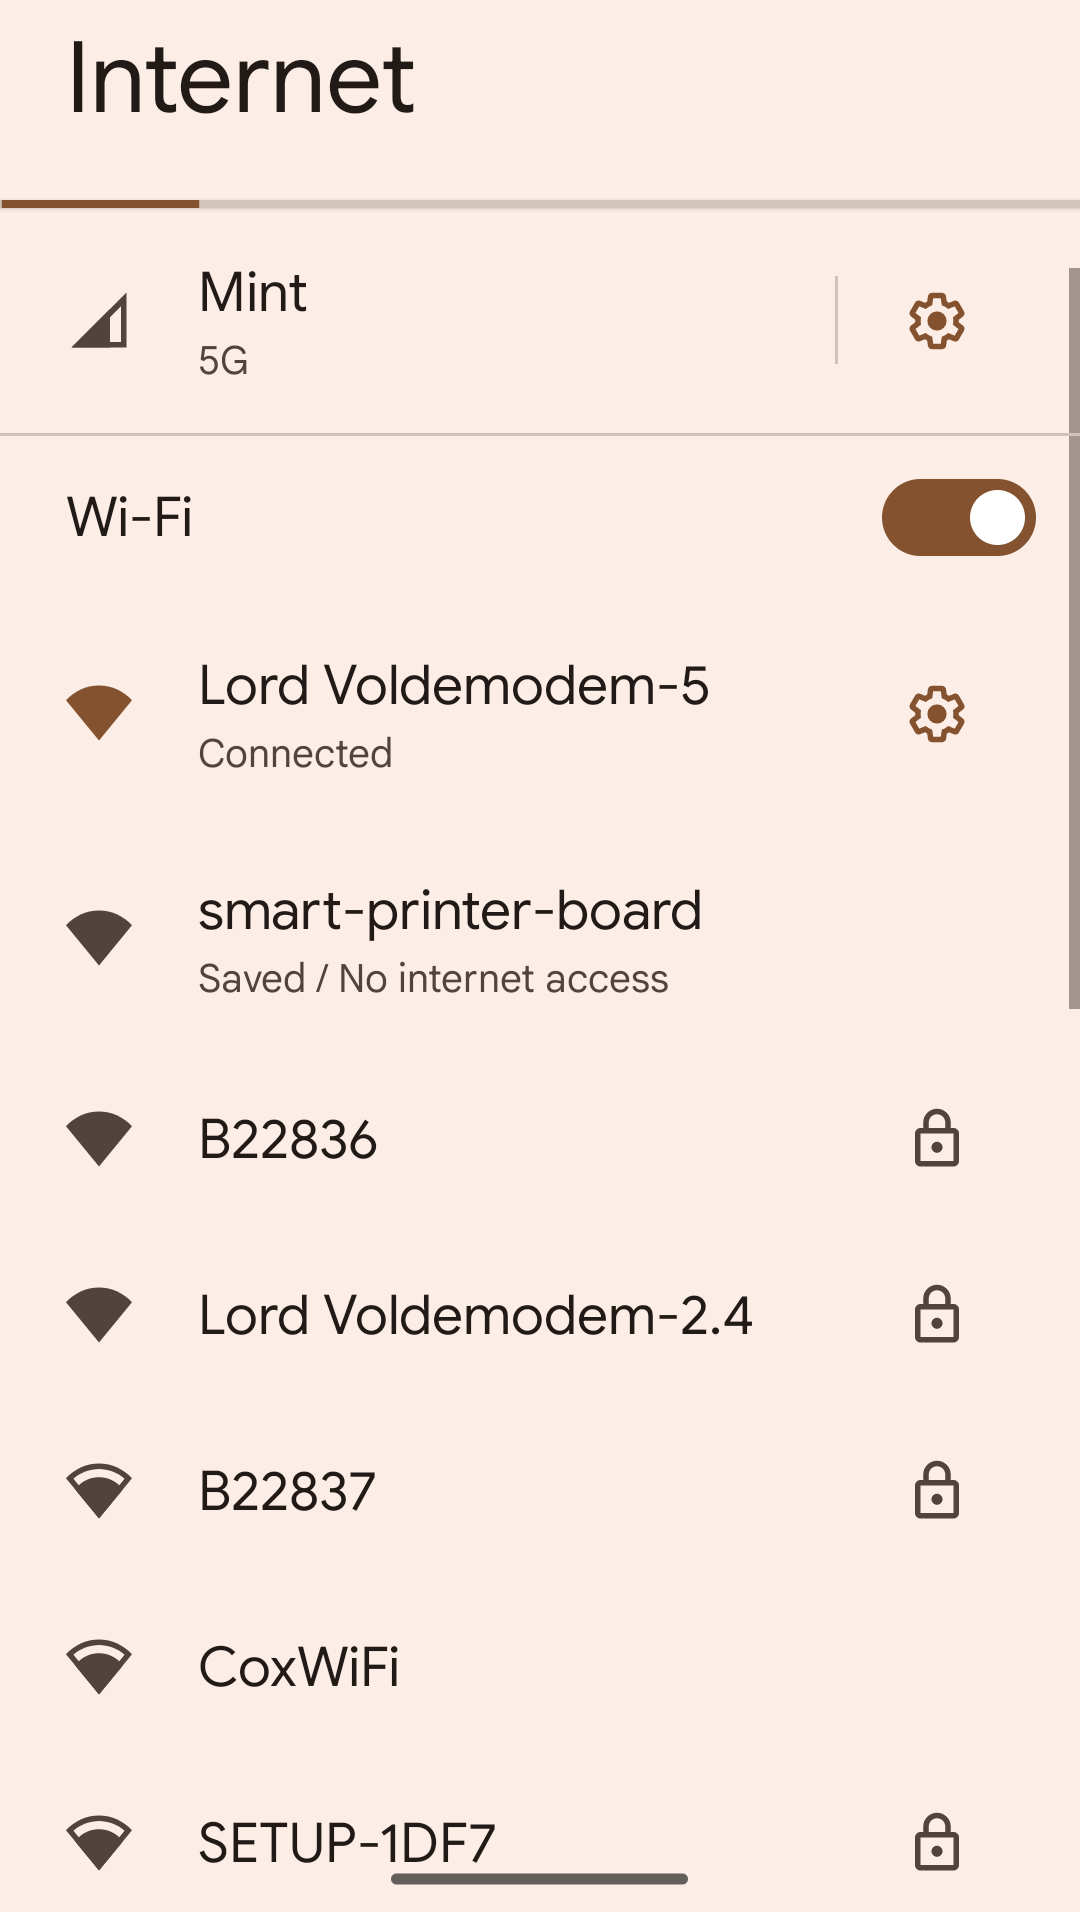 Internet
Mint
5G
Wi-Fi
Lord Voldemodem-5
Connected
smart-printer-board
Saved / No internet access
B22836
Lord Voldemodem-2.4
B22837
CoxWiFi
SETUP-1DF7